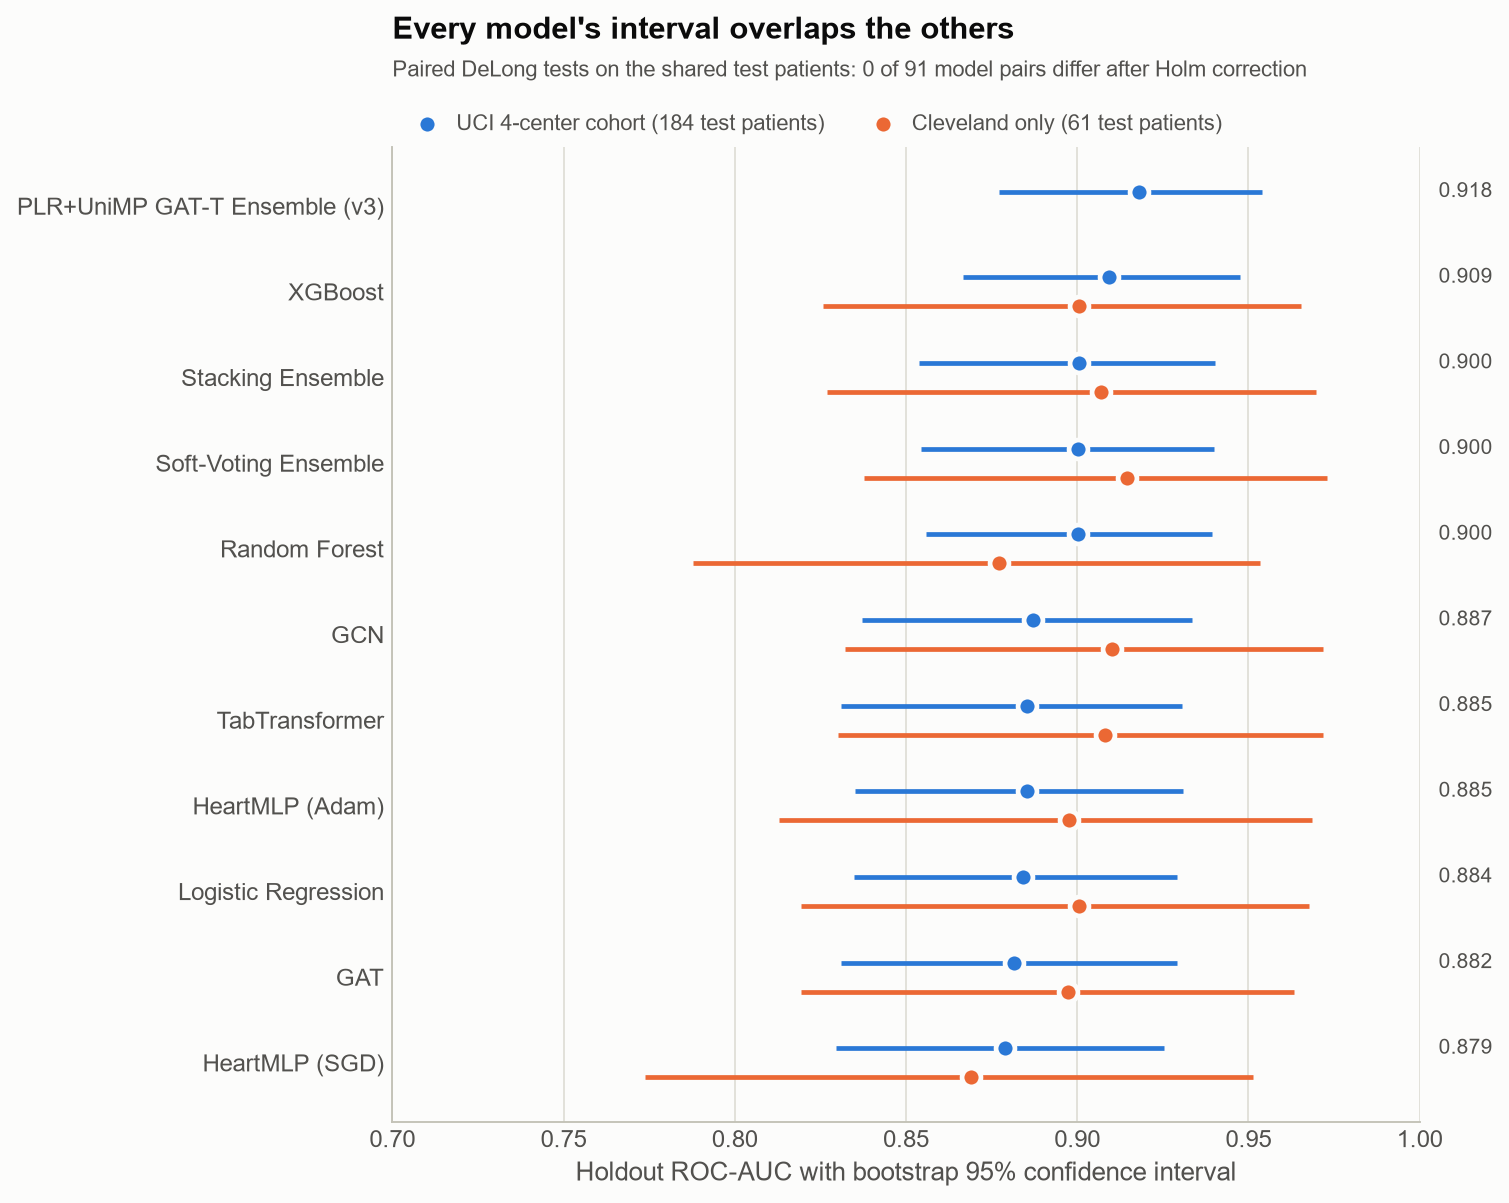 Every model's interval overlaps the others
Paired DeLong tests on the shared test patients: 0 of 91 model pairs differ after Holm correction
UCI 4-center cohort (184 test patients) Cleveland only (61 test patients)
PLR+UniMP GAT-T Ensemble (v3) 0.918
XGBoost 0.909
Stacking Ensemble 0.900
Soft-Voting Ensemble 0.900
Random Forest 0.900
GCN 0.887
TabTransformer 0.885
HeartMLP (Adam) 0.885
Logistic Regression 0.884
GAT 0.882
HeartMLP (SGD) 0.879
0.70 0.75 0.80 0.85 0.90 0.95 1.00
Holdout ROC-AUC with bootstrap 95% confidence interval